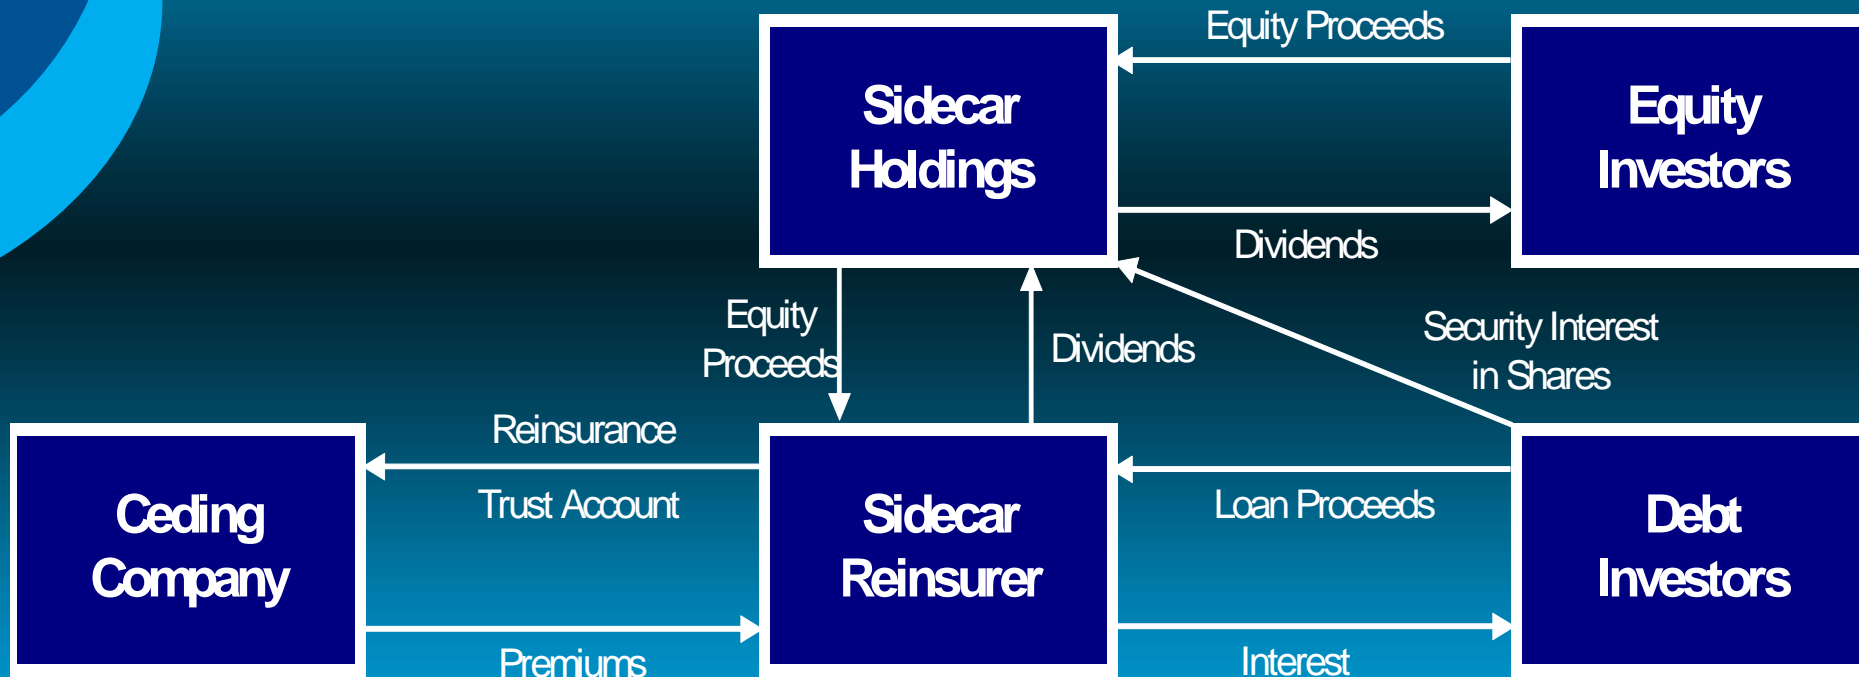 Equity Proceeds
Sidecar
Holdings
Equity
Investors
Dividends
Equity
Proceeds
Dividends
Security Interest
in Shares
Reinsurance
Trust Account
Loan Proceeds
Ceding
Company
Sidecar
Reinsurer
Debt
Investors
Premiums
Interest